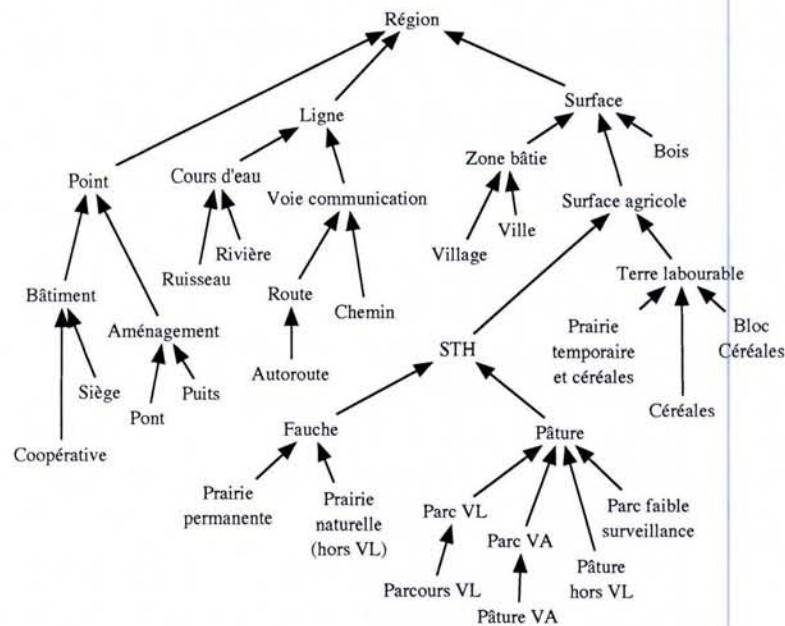 Région
Ligne
Surface
Point
Cours d'eau
Voie communication
Zone bâtie
Bois
Surface agricole
Ruisseau
Rivière
Village
Ville
Bâtiment
Aménagement
Route
Chemin
Terre labourable
Siège
Pont
Puits
Coopérative
Autoroute
STH
Prairie
temporaire
et céréales
Céréales
Bloc
Céréales
Fauche
Pâture
Prairie
permanente
Prairie
naturelle
(hors VL)
Parc VL
Parcours VL
Parc VA
Pâture VA
Pâture
hors VL
Parc faible
surveillance